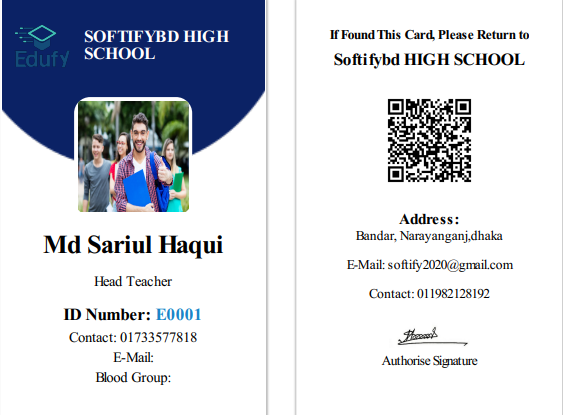 Edufy
SOFTIFYBD HIGH
SCHOOL
Md Sariul Haqui
Head Teacher
ID Number: E0001
Contact: 01733577818
E-Mail:
Blood Group:
If Found This Card, Please Return to
Softifybd HIGH SCHOOL
Address:
Bandar, Narayanganj,dhaka
E-Mail: softify2020@gmail.com
Contact: 011982128192
Authorise Signature